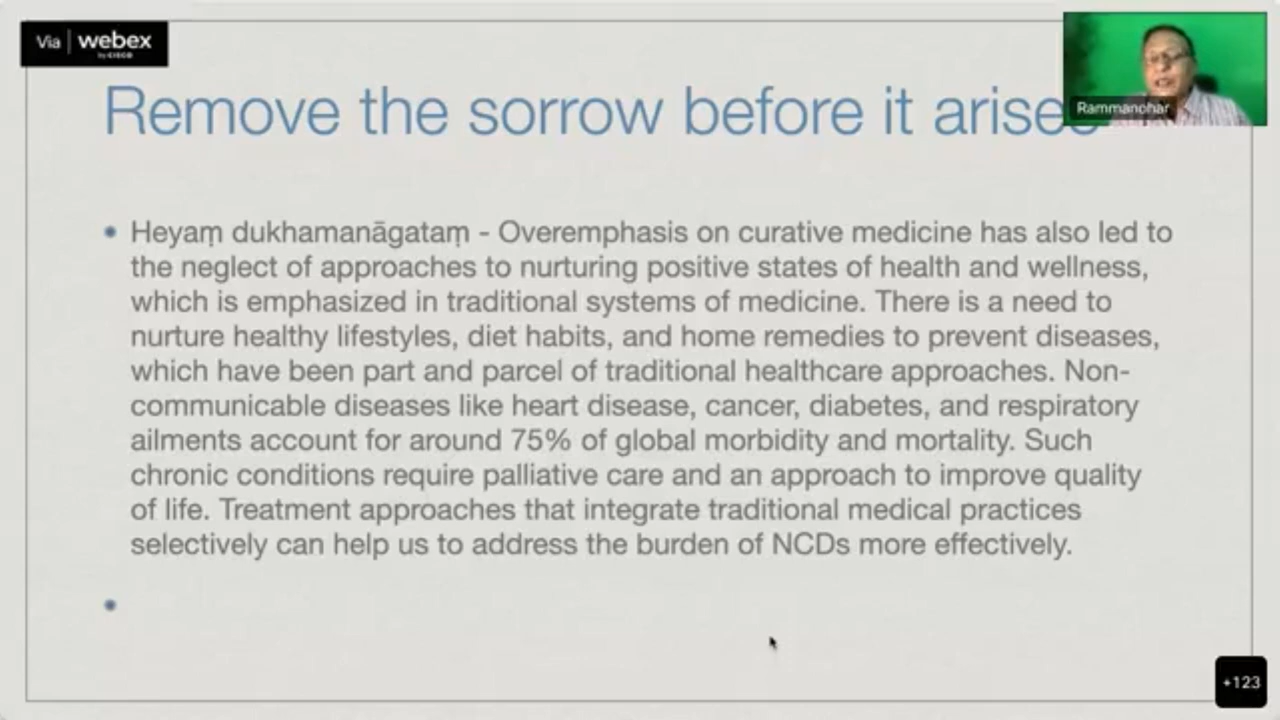 Via | webex
by CISCO
Remove the sorrow before it arises
Rammanohar
• Heyaṃ dukhamanāgataṃ - Overemphasis on curative medicine has also led to
the neglect of approaches to nurturing positive states of health and wellness,
which is emphasized in traditional systems of medicine. There is a need to
nurture healthy lifestyles, diet habits, and home remedies to prevent diseases,
which have been part and parcel of traditional healthcare approaches. Non-
communicable diseases like heart disease, cancer, diabetes, and respiratory
ailments account for around 75% of global morbidity and mortality. Such
chronic conditions require palliative care and an approach to improve quality
of life. Treatment approaches that integrate traditional medical practices
selectively can help us to address the burden of NCDs more effectively.
•
+123